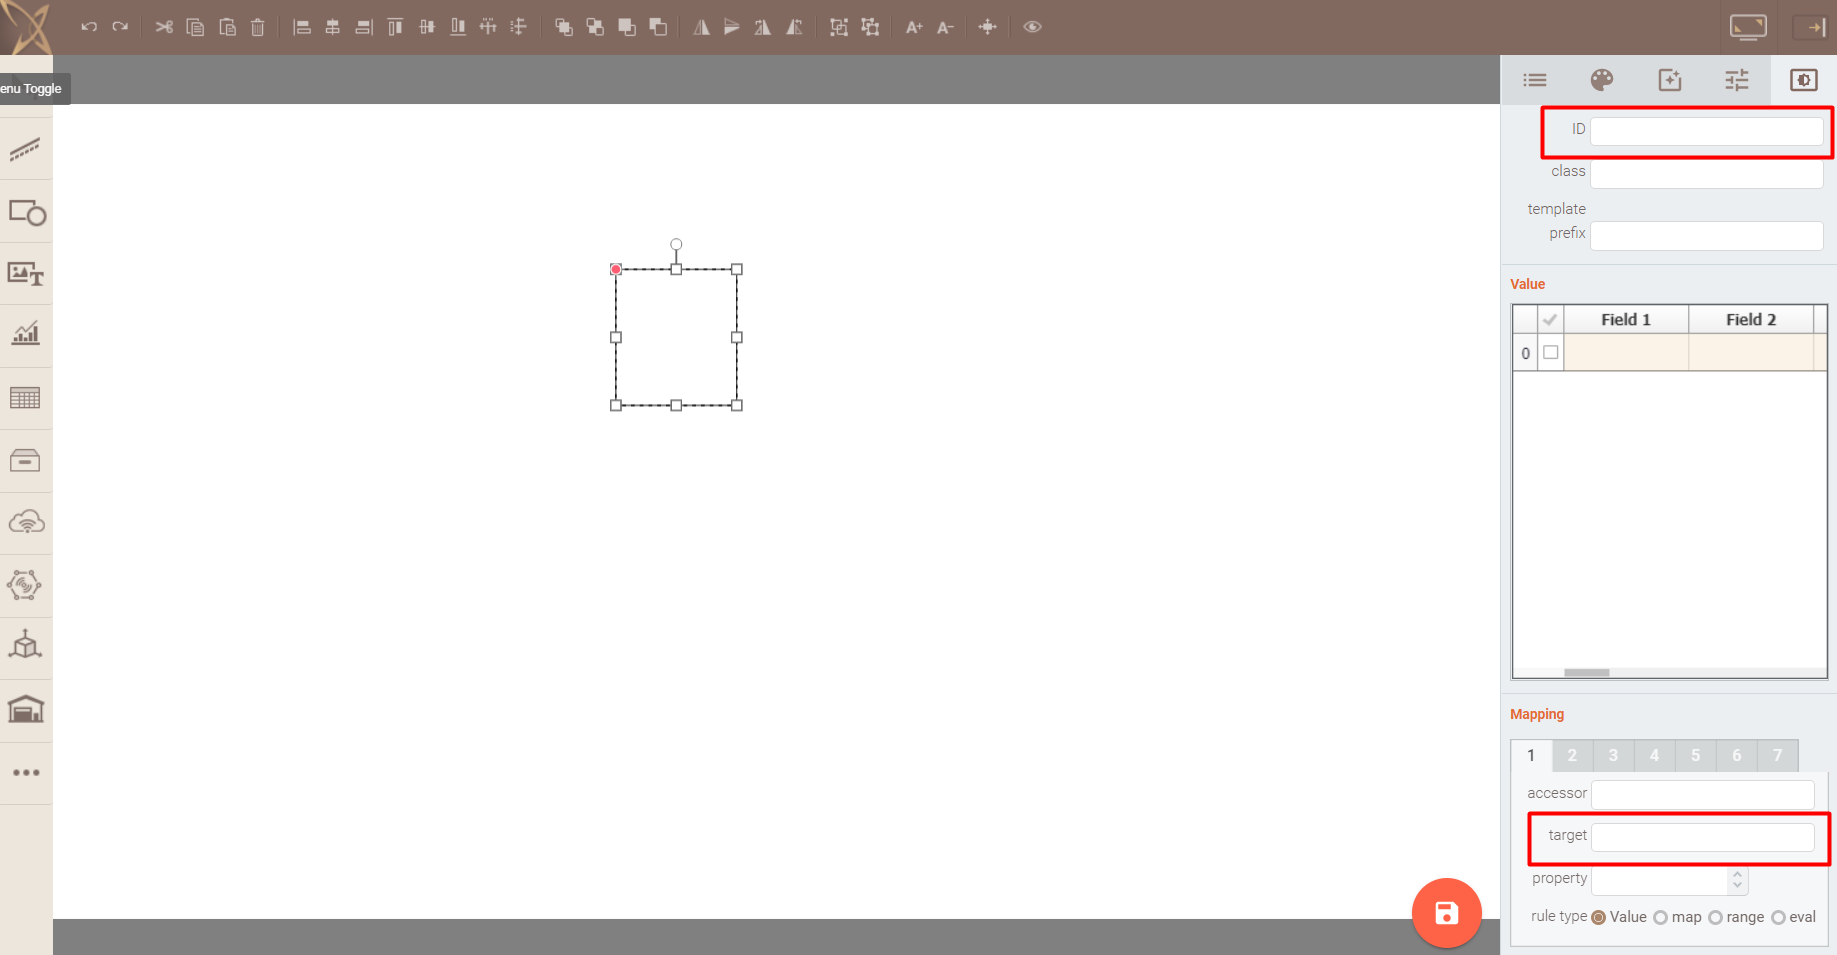 A+ A-
enu Toggle
ID
class
template
prefix
Value
Field 1 Field 2
0
Mapping
1 2 3 4 5 6 7
accessor
target
property
rule type Value map range eval